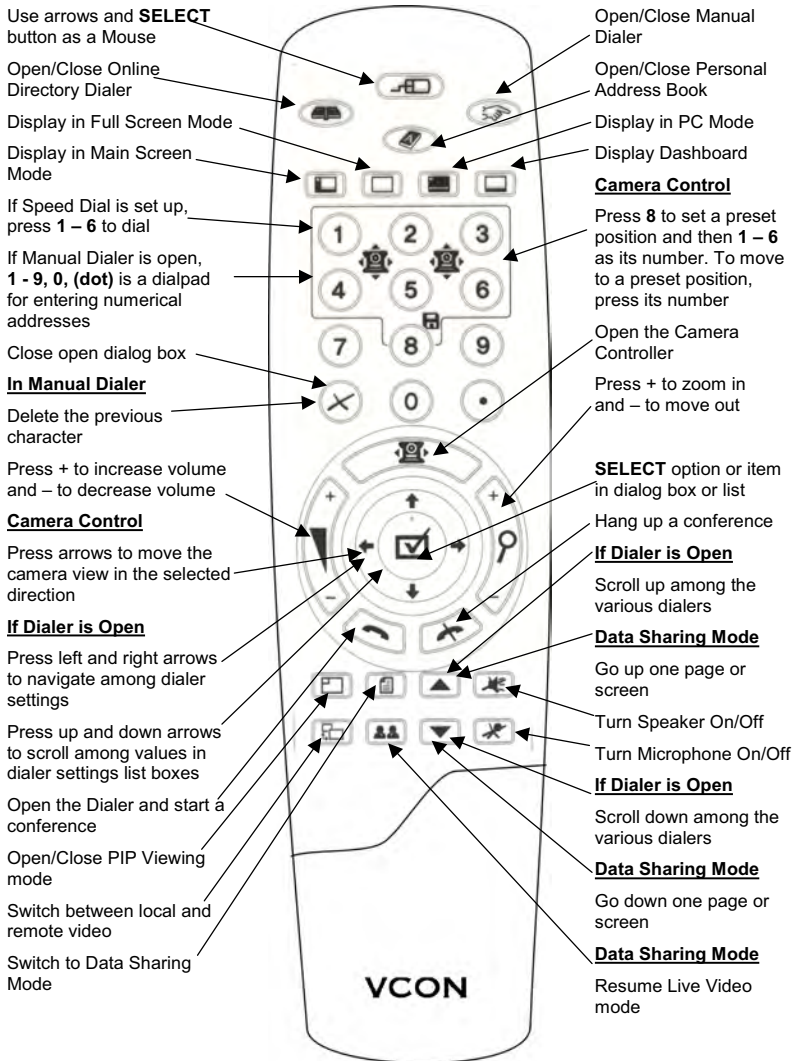 Use arrows and SELECT
button as a Mouse
Open/Close Online
Directory Dialer
Display in Full Screen Mode
Display in Main Screen
Mode
If Speed Dial is set up,
press 1 – 6 to dial
If Manual Dialer is open,
1 - 9, 0, (dot) is a dialpad
for entering numerical
addresses
Close open dialog box
In Manual Dialer
Delete the previous
character
Press + to increase volume
and – to decrease volume
Camera Control
Press arrows to move the
camera view in the selected
direction
If Dialer is Open
Press left and right arrows
to navigate among dialer
settings
Press up and down arrows
to scroll among values in
dialer settings list boxes
Open the Dialer and start a
conference
Open/Close PIP Viewing
mode
Switch between local and
remote video
Switch to Data Sharing
Mode
1 2 3
4 5 6
7 8 9
0 •
+ +
– –
VCON
Open/Close Manual
Dialer
Open/Close Personal
Address Book
Display in PC Mode
Display Dashboard
Camera Control
Press 8 to set a preset
position and then 1 – 6
as its number. To move
to a preset position,
press its number
Open the Camera
Controller
Press + to zoom in
and – to move out
SELECT option or item
in dialog box or list
Hang up a conference
If Dialer is Open
Scroll up among the
various dialers
Data Sharing Mode
Go up one page or
screen
Turn Speaker On/Off
Turn Microphone On/Off
If Dialer is Open
Scroll down among the
various dialers
Data Sharing Mode
Go down one page or
screen
Data Sharing Mode
Resume Live Video
mode